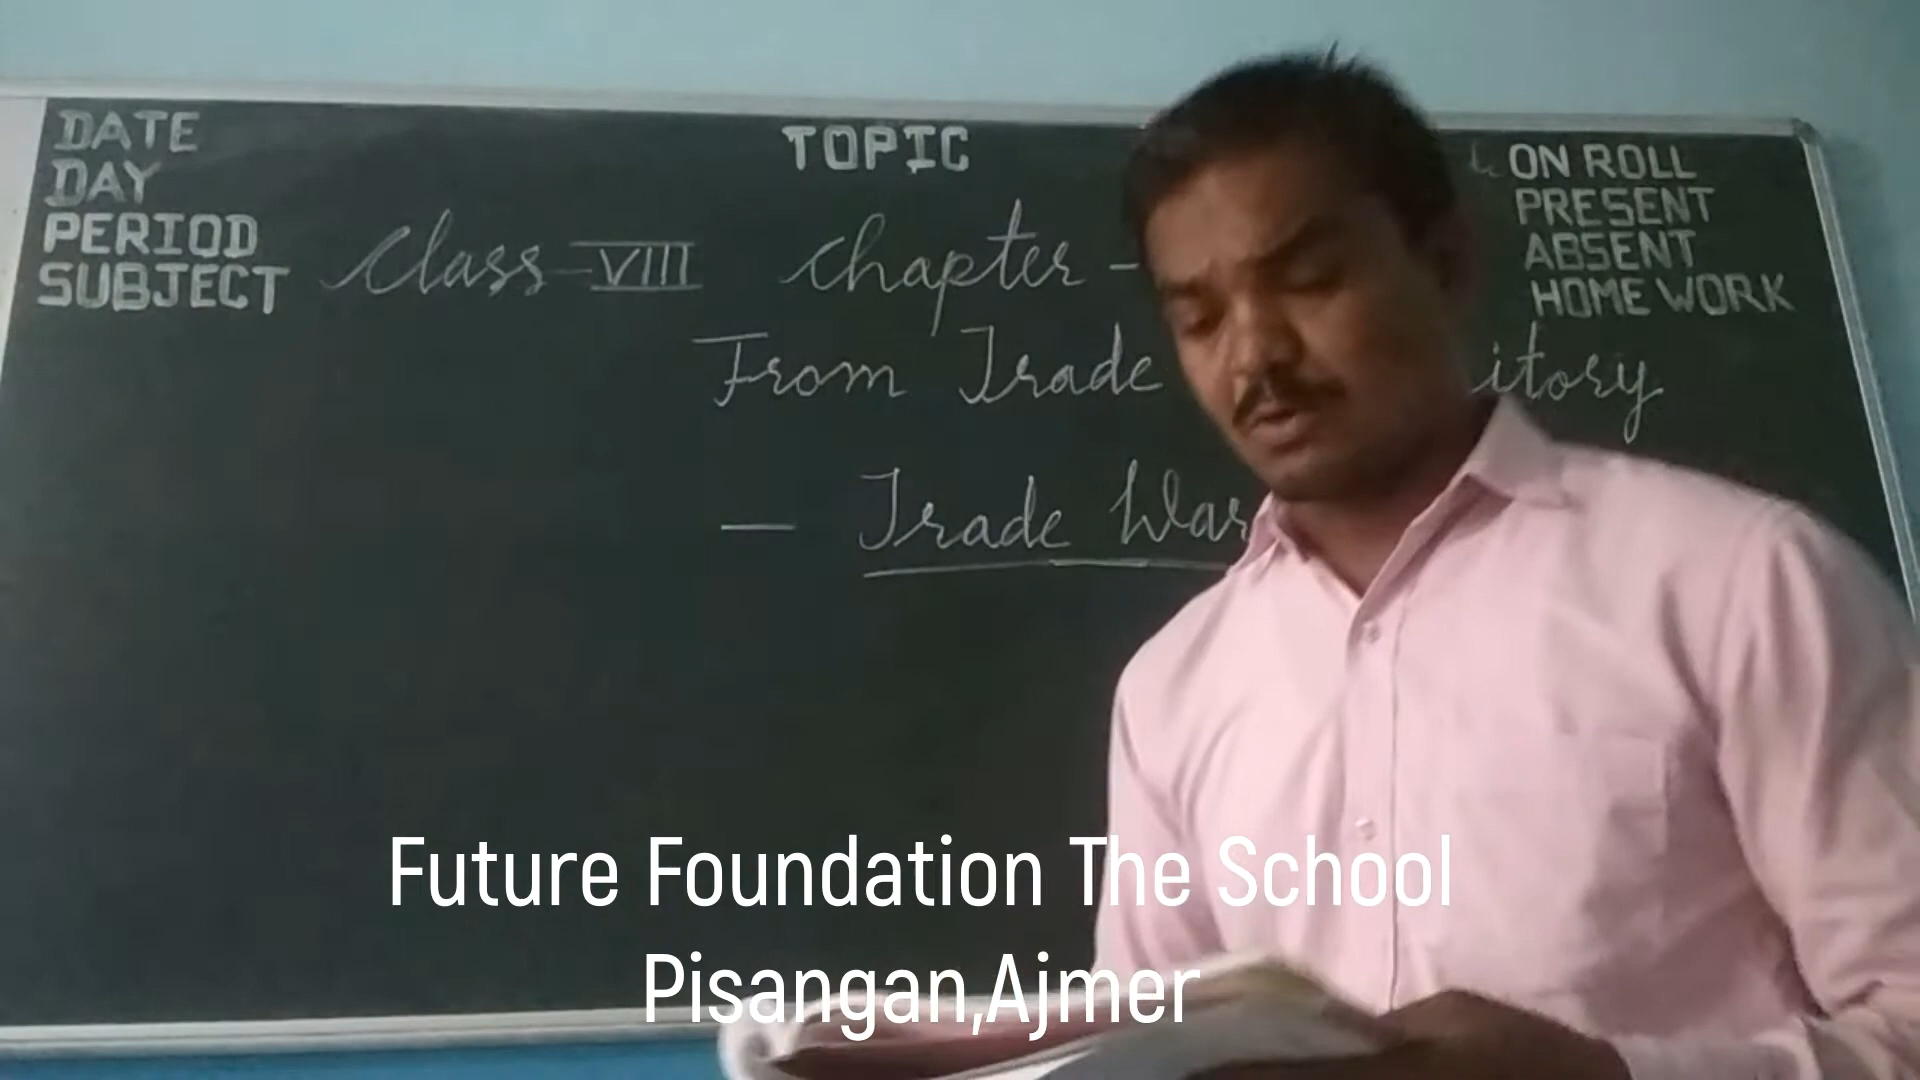 DATE
DAY
PERIOD
SUBJECT
TOPIC
ON ROLL
PRESENT
ABSENT
HOME WORK
Class - VIII Chapter -
From Trade itory
— Trade War
Future Foundation The School
Pisangan,Ajmer